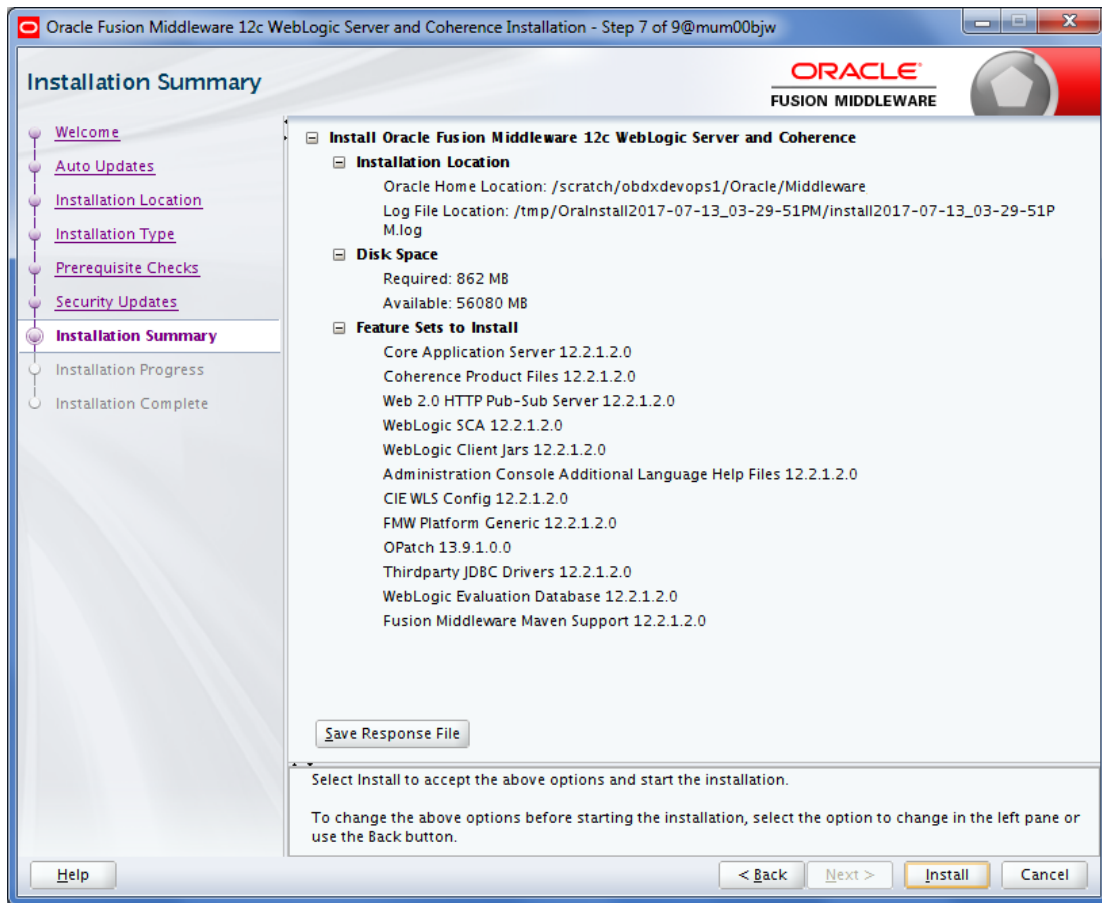 Oracle Fusion Middleware 12c WebLogic Server and Coherence Installation - Step 7 of 9@mum00bjw
Installation Summary
ORACLE
FUSION MIDDLEWARE
Welcome
Auto Updates
Installation Location
Installation Type
Prerequisite Checks
Security Updates
Installation Summary
Installation Progress
Installation Complete
Install Oracle Fusion Middleware 12c WebLogic Server and Coherence
Installation Location
Oracle Home Location: /scratch/obdxdevops1/Oracle/Middleware
Log File Location: /tmp/OraInstall2017-07-13_03-29-51PM/install2017-07-13_03-29-51P
M.log
Disk Space
Required: 862 MB
Available: 56080 MB
Feature Sets to Install
Core Application Server 12.2.1.2.0
Coherence Product Files 12.2.1.2.0
Web 2.0 HTTP Pub-Sub Server 12.2.1.2.0
WebLogic SCA 12.2.1.2.0
WebLogic Client Jars 12.2.1.2.0
Administration Console Additional Language Help Files 12.2.1.2.0
CIE WLS Config 12.2.1.2.0
FMW Platform Generic 12.2.1.2.0
OPatch 13.9.1.0.0
Thirdparty JDBC Drivers 12.2.1.2.0
WebLogic Evaluation Database 12.2.1.2.0
Fusion Middleware Maven Support 12.2.1.2.0
Save Response File
Select Install to accept the above options and start the installation.
To change the above options before starting the installation, select the option to change in the left pane or
use the Back button.
Help
< Back
Next >
Install
Cancel